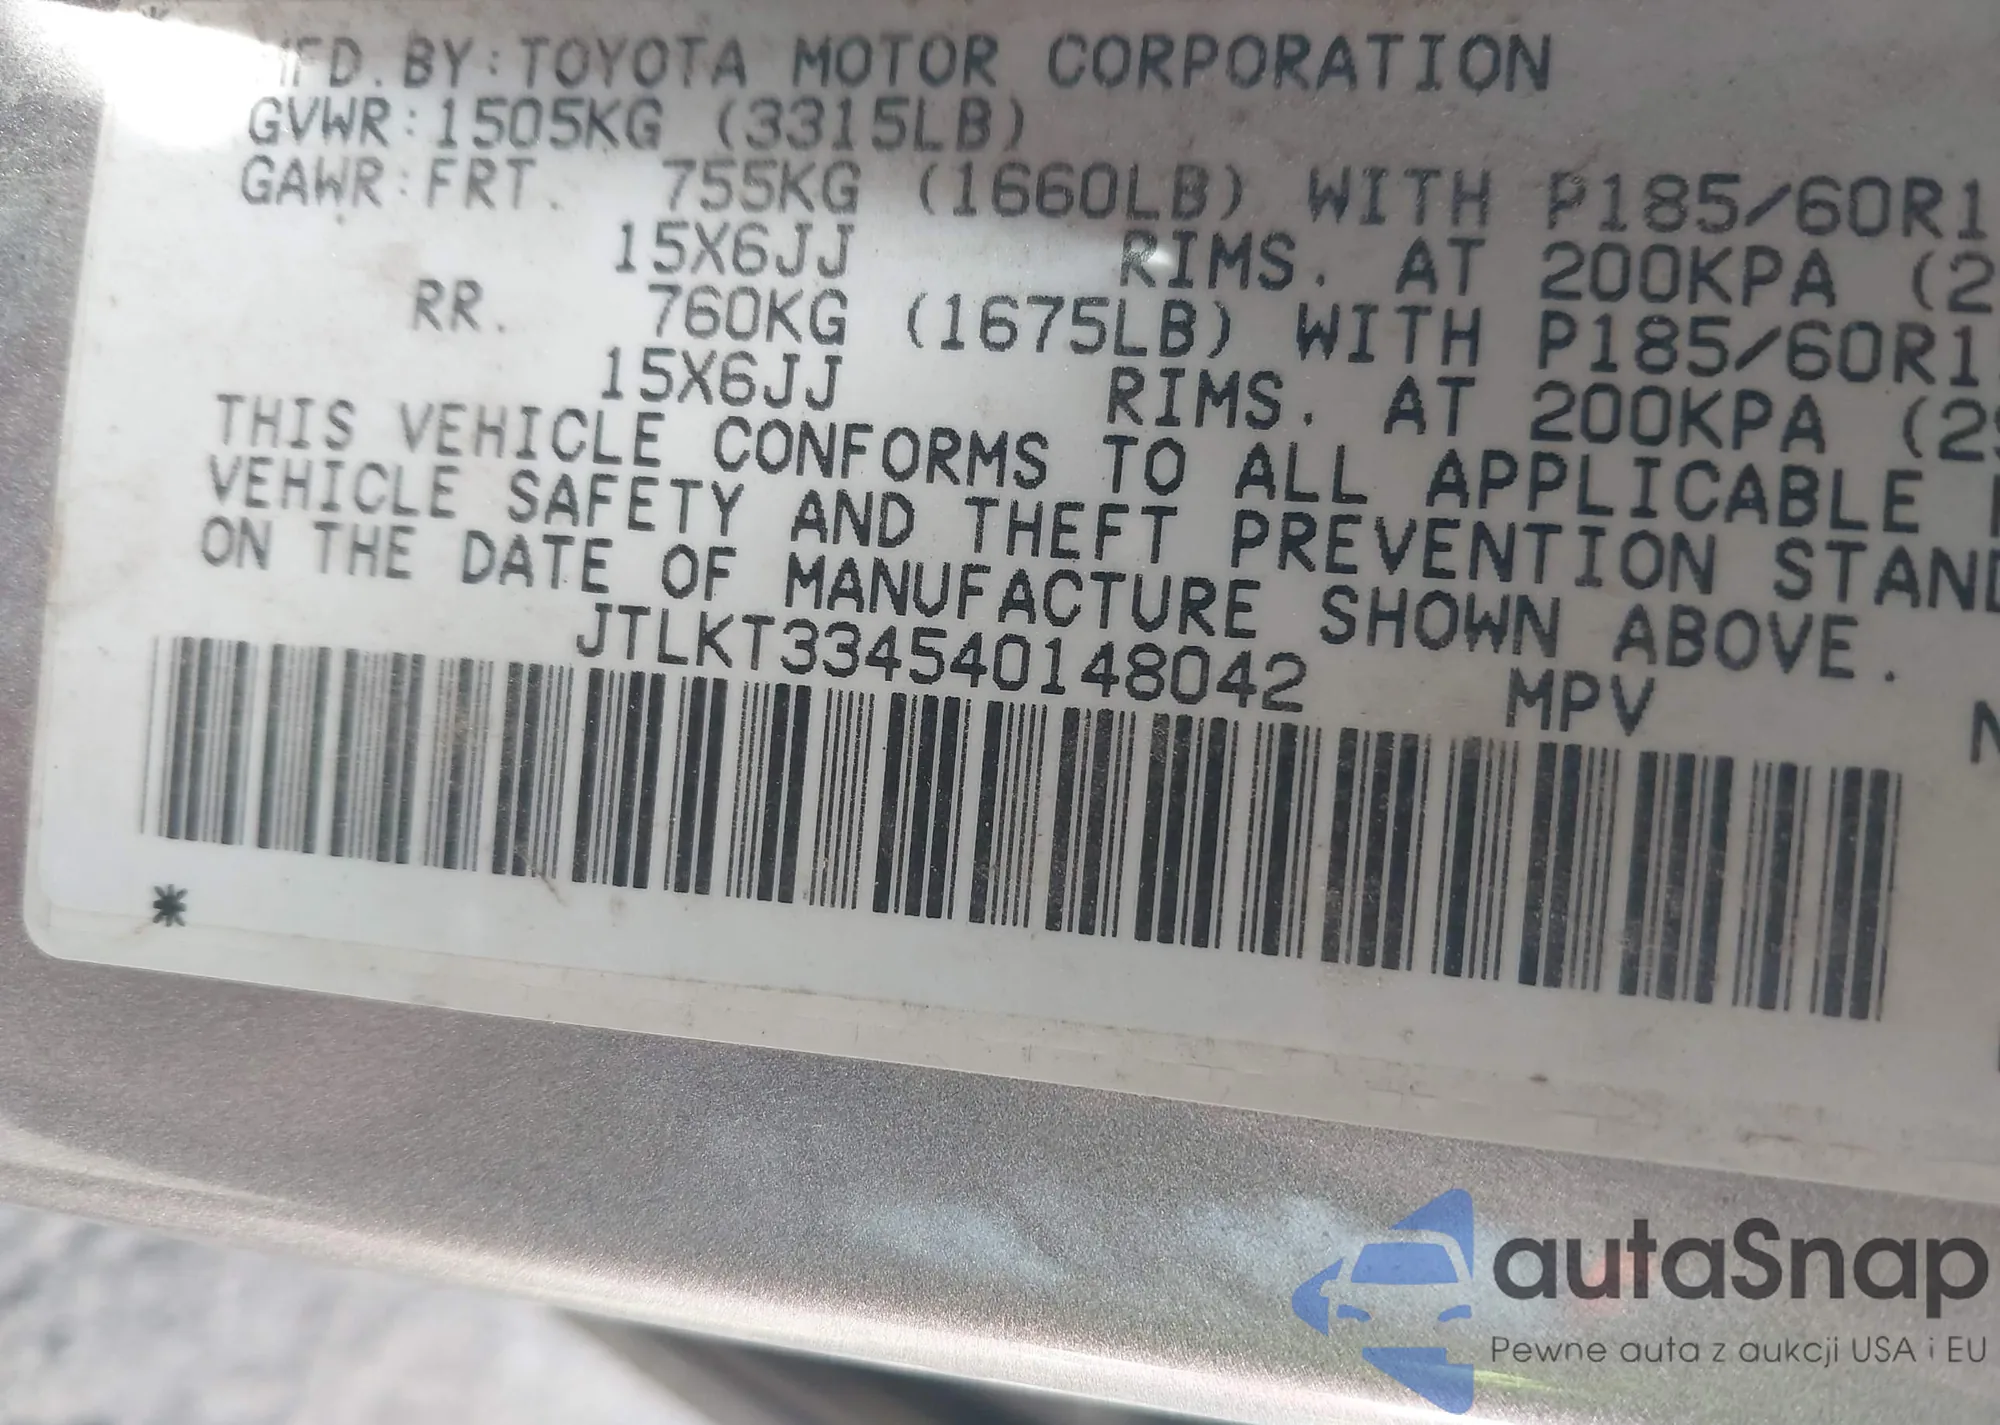 MFD. BY: TOYOTA MOTOR CORPORATION
GVWR: 1505KG (3315LB)
GAWR: FRT. 755KG (1660LB) WITH P185/60R1
15X6JJ RIMS. AT 200KPA (2
RR. 760KG (1675LB) WITH P185/60R1
15X6JJ RIMS. AT 200KPA (29
THIS VEHICLE CONFORMS TO ALL APPLICABLE
VEHICLE SAFETY AND THEFT PREVENTION STAND
ON THE DATE OF MANUFACTURE SHOWN ABOVE.
JTLKT334540148042 MPV
*
autaSnap
Pewne auta z aukcji USA i EU